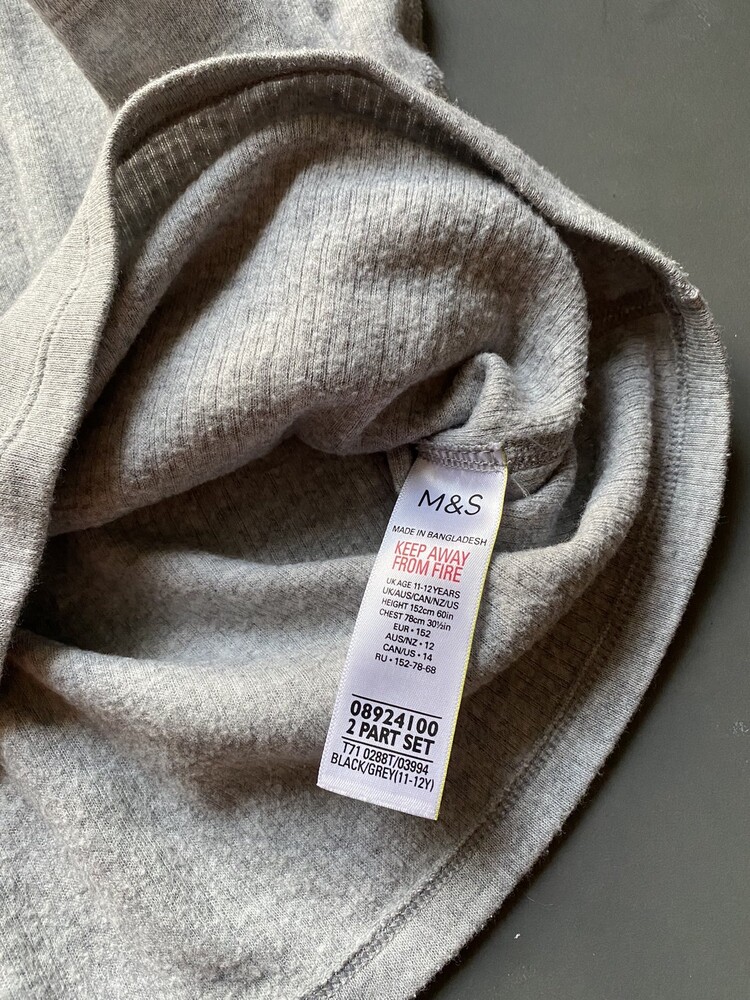 M&S
MADE IN BANGLADESH
KEEP AWAY
FROM FIRE
UK AGE 11-12YEARS
UK/AUS/CAN/NZ/US
HEIGHT 152cm 60in
CHEST 78cm 30½in
EUR • 152
AUS/NZ • 12
CAN/US • 14
RU • 152-78-68
08924100
2 PART SET
T71 0288T/03994
BLACK/GREY(11-12Y)